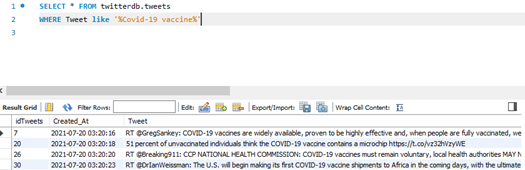 1 SELECT * FROM twitterdb.tweets
2 WHERE Tweet like '%Covid-19 vaccine%'
3
Result Grid Filter Rows: Edit: Export/Import: Wrap Cell Content:
idTweets Created_At Tweet
7 2021-07-20 03:20:16 RT @GregSankey: COVID-19 vaccines are widely available, proven to be highly effective and, when people are fully vaccinated, we
20 2021-07-20 03:20:18 51 percent of unvaccinated individuals think the COVID-19 vaccine contains a microchip https://t.co/vz32hVzyWE
26 2021-07-20 03:20:20 RT @Breaking911: CCP NATIONAL HEALTH COMMISSION: COVID-19 vaccines must remain voluntary, local health authorities MAY N
30 2021-07-20 03:20:23 RT @DrIanWeissman: The U.S. will begin making its first COVID-19 vaccine shipments to Africa in the coming days, with the ultimate